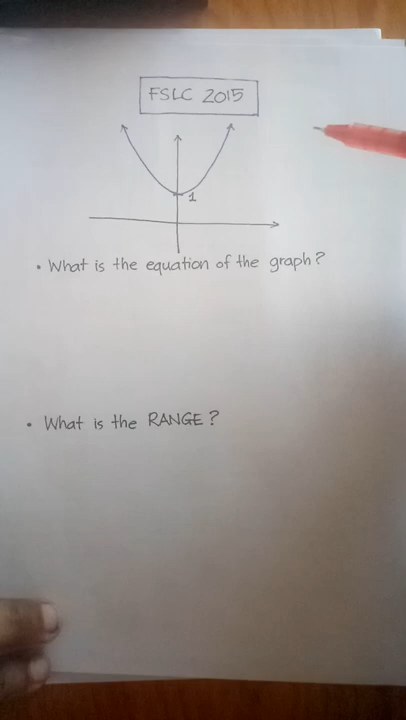 FSLC 2015
1
• What is the equation of the graph?
• What is the RANGE?